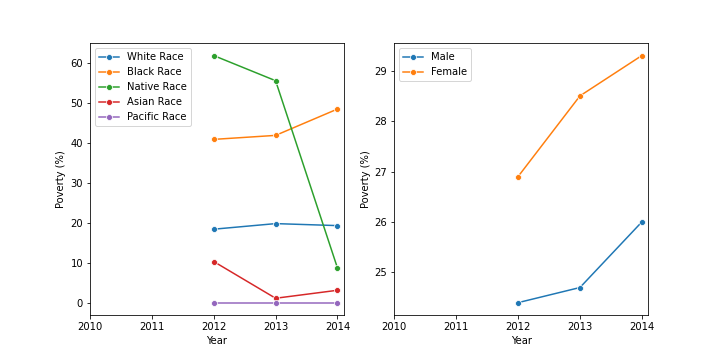 White Race
Black Race
Native Race
Asian Race
Pacific Race
60
50
40
30
20
10
0
Poverty (%)
2010 2011 2012 2013 2014
Year
Male
Female
29
28
27
26
25
Poverty (%)
2010 2011 2012 2013 2014
Year